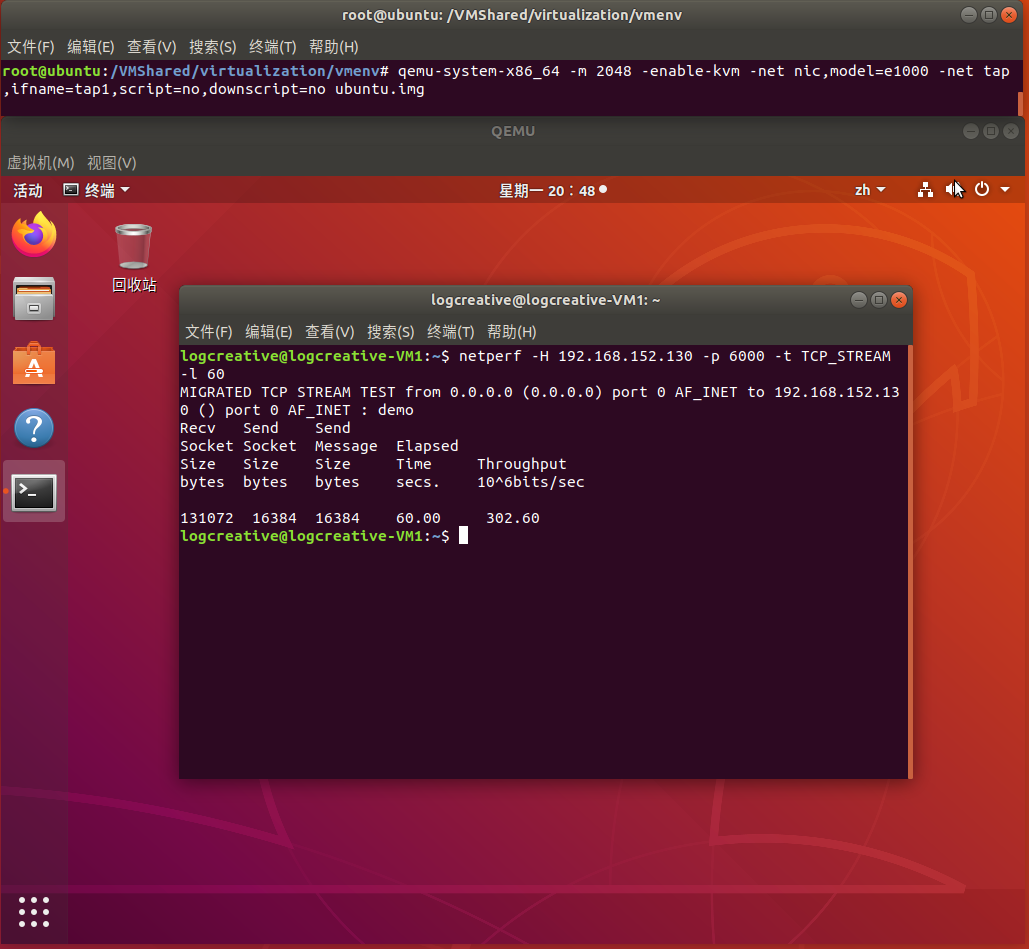 root@ubuntu: /VMShared/virtualization/vmenv
文件(F) 编辑(E) 查看(V) 搜索(S) 终端(T) 帮助(H)
root@ubuntu:/VMShared/virtualization/vmenv# qemu-system-x86_64 -m 2048 -enable-kvm -net nic,model=e1000 -net tap
,ifname=tap1,script=no,downscript=no ubuntu.img
QEMU
虚拟机(M) 视图(V)
活动 终端 星期一 20：48 zh
回收站
logcreative@logcreative-VM1: ~
文件(F) 编辑(E) 查看(V) 搜索(S) 终端(T) 帮助(H)
logcreative@logcreative-VM1:~$ netperf -H 192.168.152.130 -p 6000 -t TCP_STREAM
-l 60
MIGRATED TCP STREAM TEST from 0.0.0.0 (0.0.0.0) port 0 AF_INET to 192.168.152.13
0 () port 0 AF_INET : demo
Recv Send Send
Socket Socket Message Elapsed
Size Size Size Time Throughput
bytes bytes bytes secs. 10^6bits/sec
131072 16384 16384 60.00 302.60
logcreative@logcreative-VM1:~$